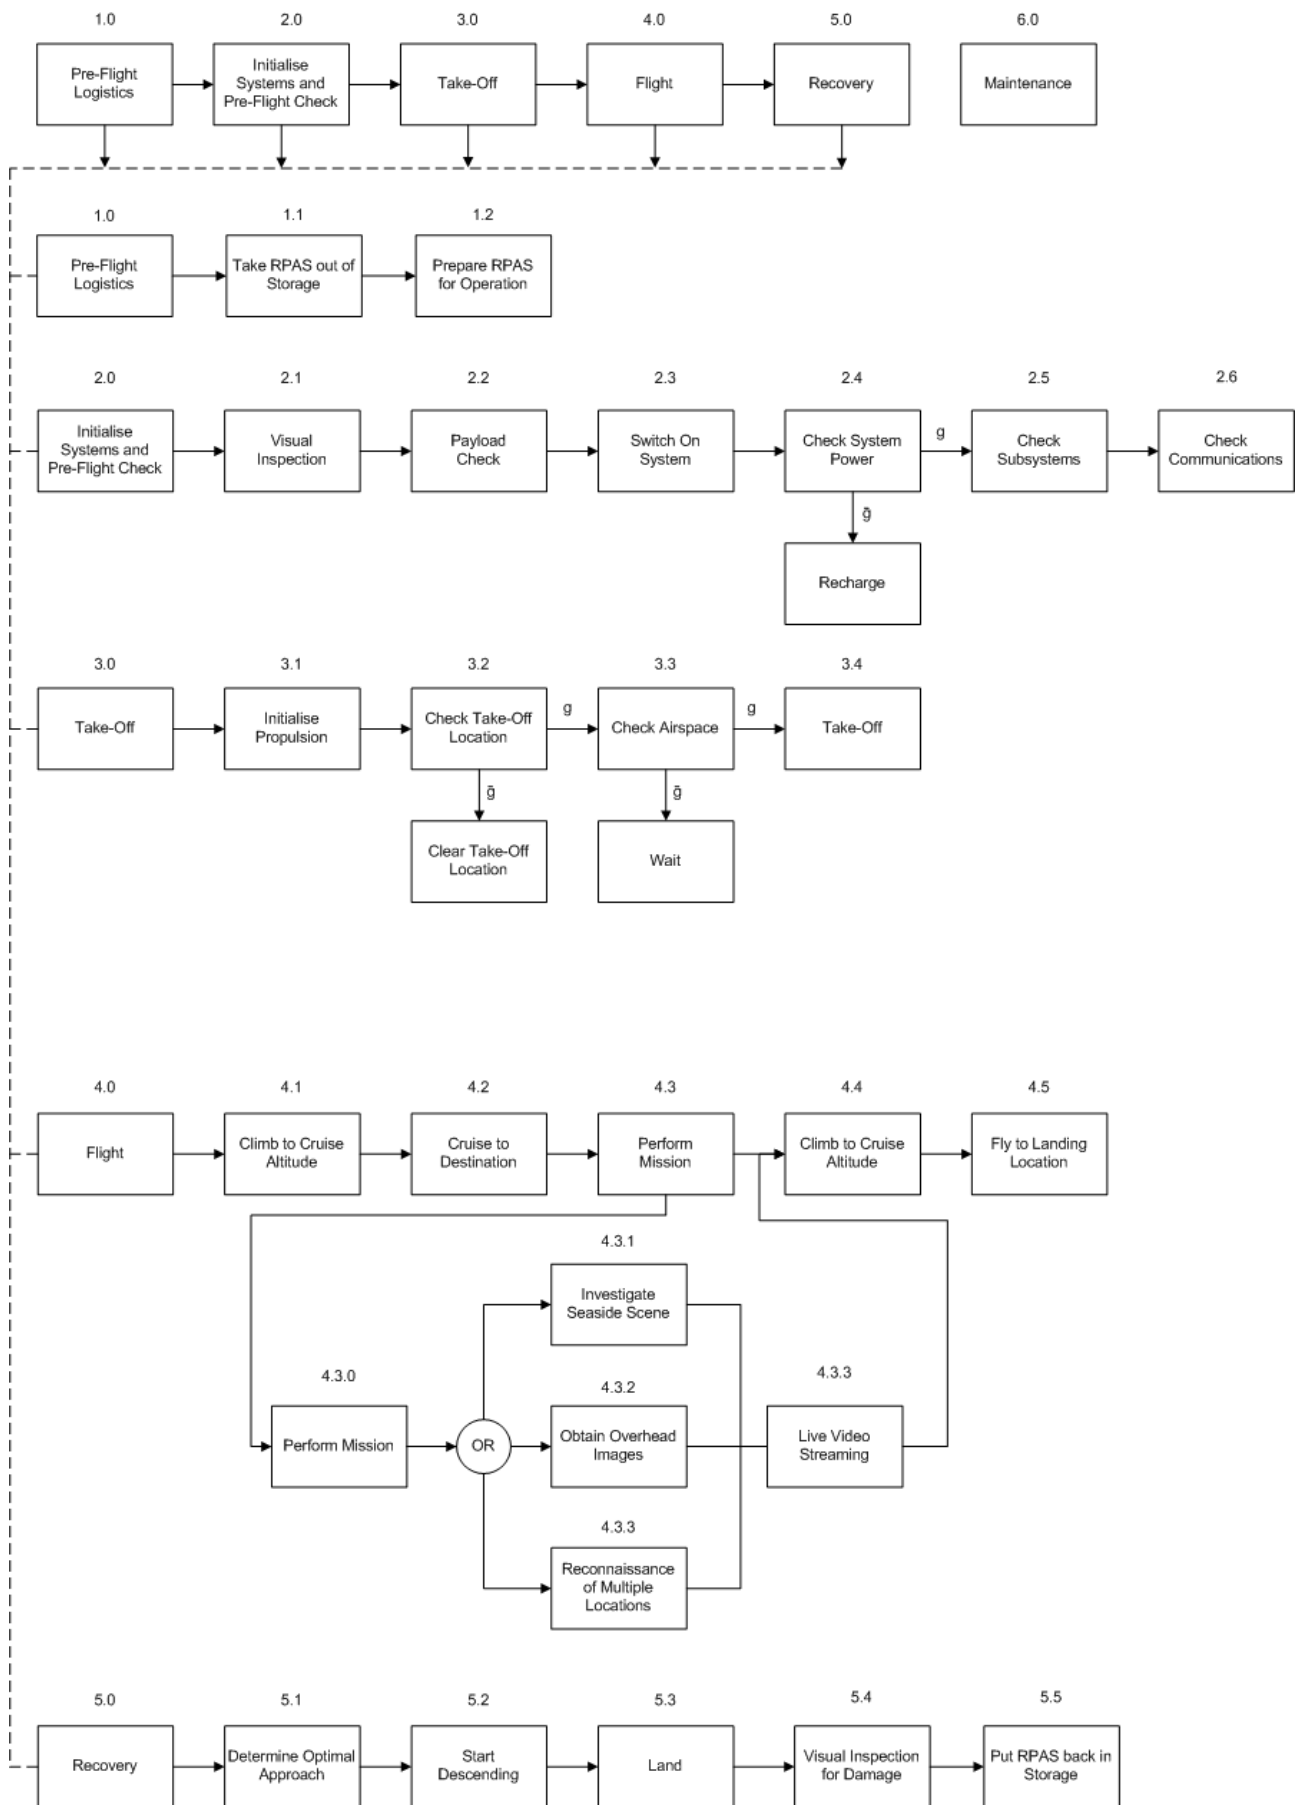 1.0
2.0
3.0
4.0
5.0
6.0
Pre-Flight
Logistics
Initialise
Systems and
Pre-Flight Check
Take-Off
Flight
Recovery
Maintenance
1.0
1.1
1.2
Pre-Flight
Logistics
Take RPAS out of
Storage
Prepare RPAS
for Operation
2.0
2.1
2.2
2.3
2.4
2.5
2.6
Initialise
Systems and
Pre-Flight Check
Visual
Inspection
Payload
Check
Switch On
System
Check System
Power
g
Check
Subsystems
Check
Communications
ḡ
Recharge
3.0
3.1
3.2
3.3
3.4
Take-Off
Initialise
Propulsion
Check Take-Off
Location
g
Check Airspace
g
Take-Off
ḡ
ḡ
Clear Take-Off
Location
Wait
4.0
4.1
4.2
4.3
4.4
4.5
Flight
Climb to Cruise
Altitude
Cruise to
Destination
Perform
Mission
Climb to Cruise
Altitude
Fly to Landing
Location
4.3.1
Investigate
Seaside Scene
4.3.0
Perform Mission
OR
4.3.2
Obtain Overhead
Images
4.3.3
Live Video
Streaming
4.3.3
Reconnaissance
of Multiple
Locations
5.0
5.1
5.2
5.3
5.4
5.5
Recovery
Determine Optimal
Approach
Start
Descending
Land
Visual Inspection
for Damage
Put RPAS back in
Storage